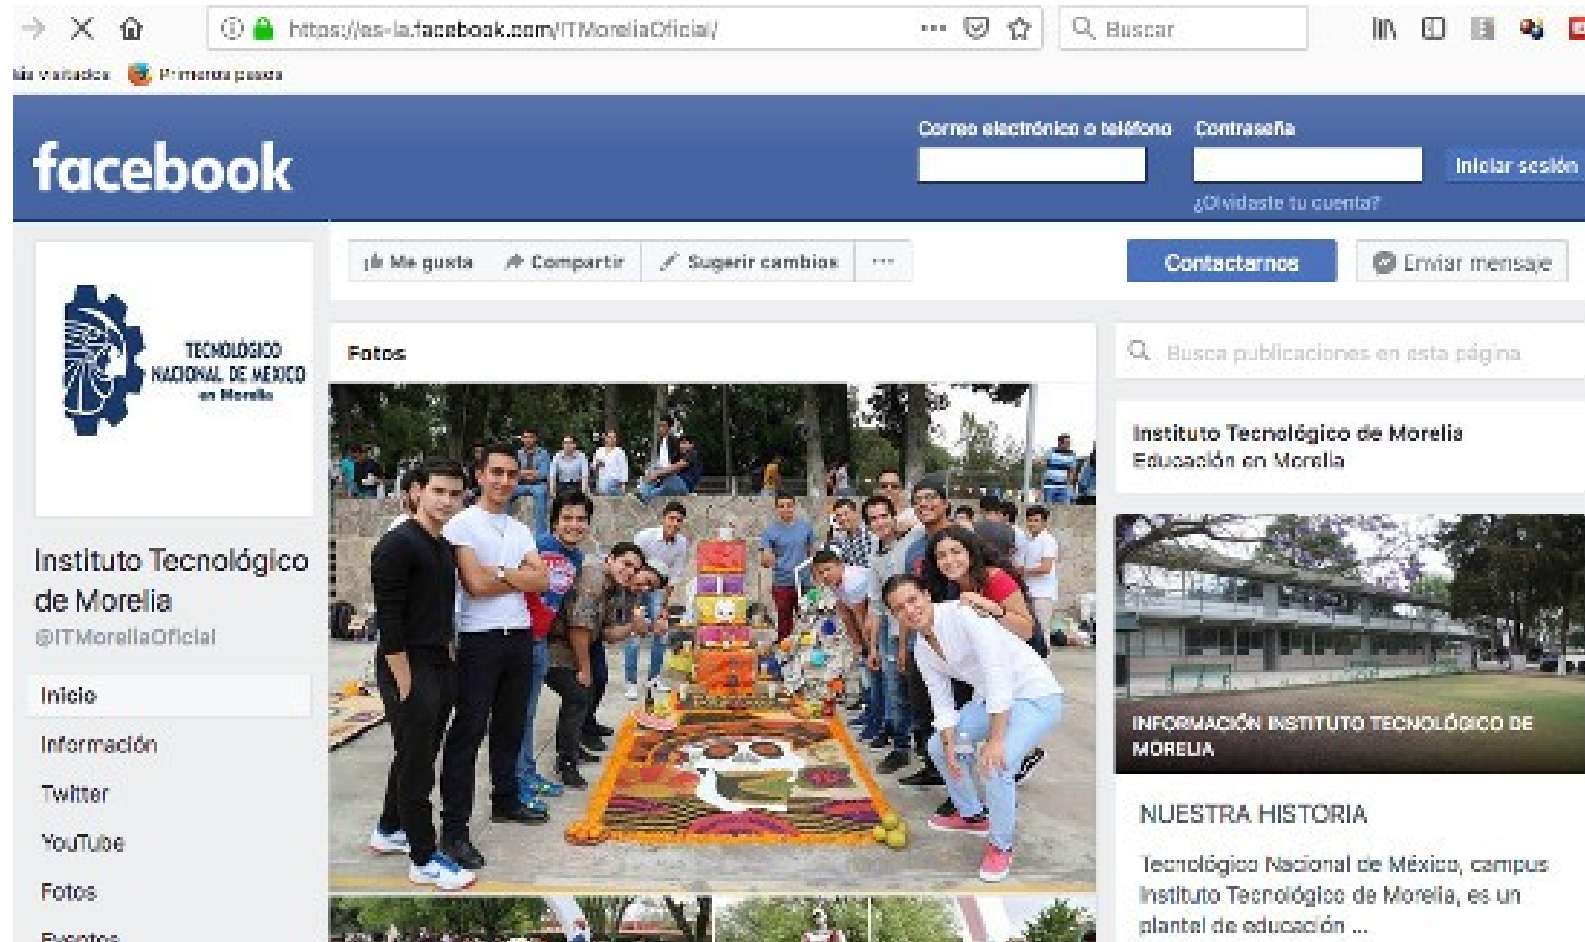 https://es-la.facebook.com/ITMoreliaOficial/
Buscar
visitados Primeros pasos
facebook
Correo electrónico o teléfono
Contraseña
Iniciar sesión
¿Olvidaste tu cuenta?
Me gusta
Compartir
Sugerir cambios
Contactarnos
Enviar mensaje
TECNOLÓGICO
NACIONAL DE MÉXICO
en Morelia
Instituto Tecnológico
de Morelia
@ITMoreliaOficial
Inicio
Información
Twitter
YouTube
Fotos
Eventos
Fotos
Busca publicaciones en esta página
Instituto Tecnológico de Morelia
Educación en Morelia
INFORMACIÓN INSTITUTO TECNOLÓGICO DE
MORELIA
NUESTRA HISTORIA
Tecnológico Nacional de México, campus
Instituto Tecnológico de Morelia, es un
plantel de educación ...